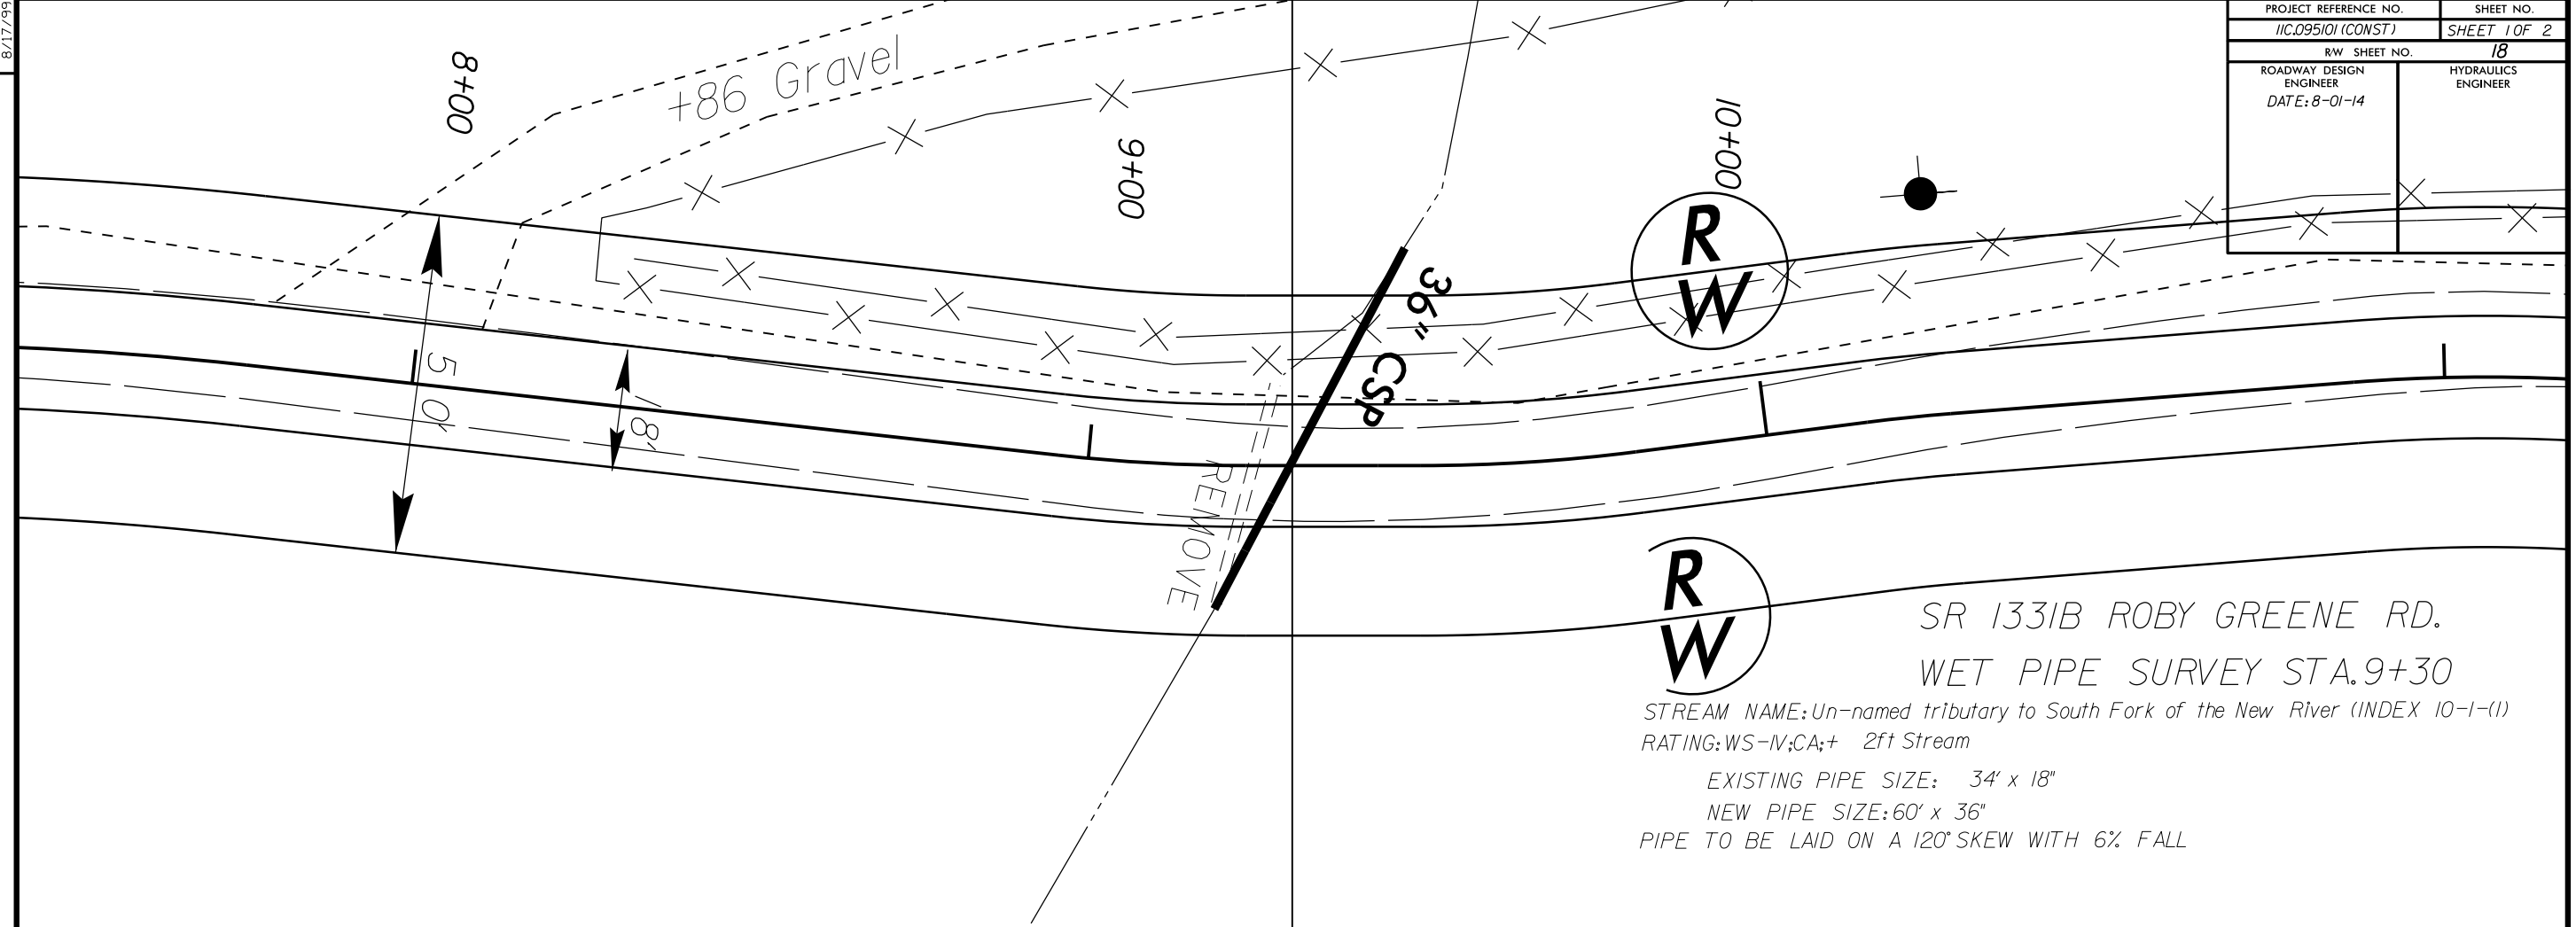 8/17/99
PROJECT REFERENCE NO.
SHEET NO.
11C.095101 (CONST)
SHEET 1 OF 2
RW SHEET NO.
18
ROADWAY DESIGN
ENGINEER
HYDRAULICS
ENGINEER
DATE: 8-01-14
8+00
+86 Gravel
9+00
10+00
R
W
36" CSP
50'
18'
REMOVE
R
W
SR 1331B ROBY GREENE RD.
WET PIPE SURVEY STA. 9+30
STREAM NAME: Un-named tributary to South Fork of the New River (INDEX 10-1-(1)
RATING: WS-IV;CA;+ 2ft Stream
EXISTING PIPE SIZE: 34' x 18"
NEW PIPE SIZE: 60' x 36"
PIPE TO BE LAID ON A 120° SKEW WITH 6% FALL